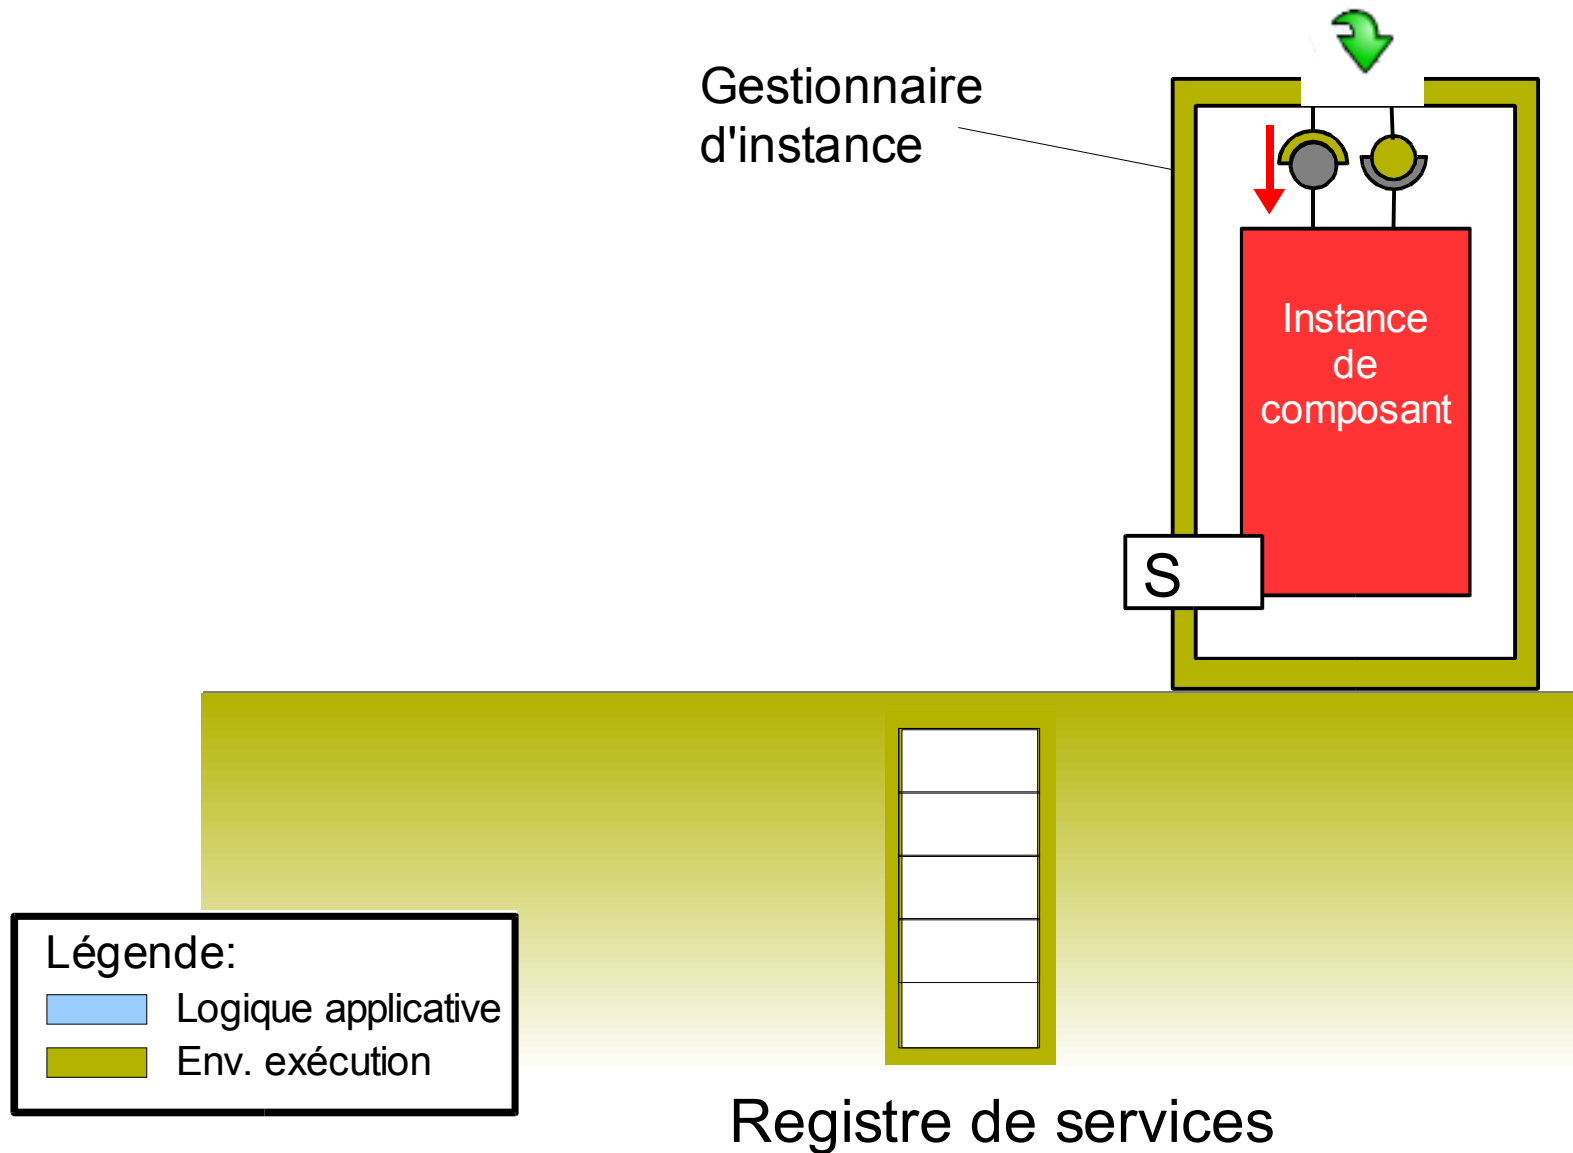 Gestionnaire
d'instance
Instance
de
composant
S
Légende:
Logique applicative
Env. exécution
Registre de services